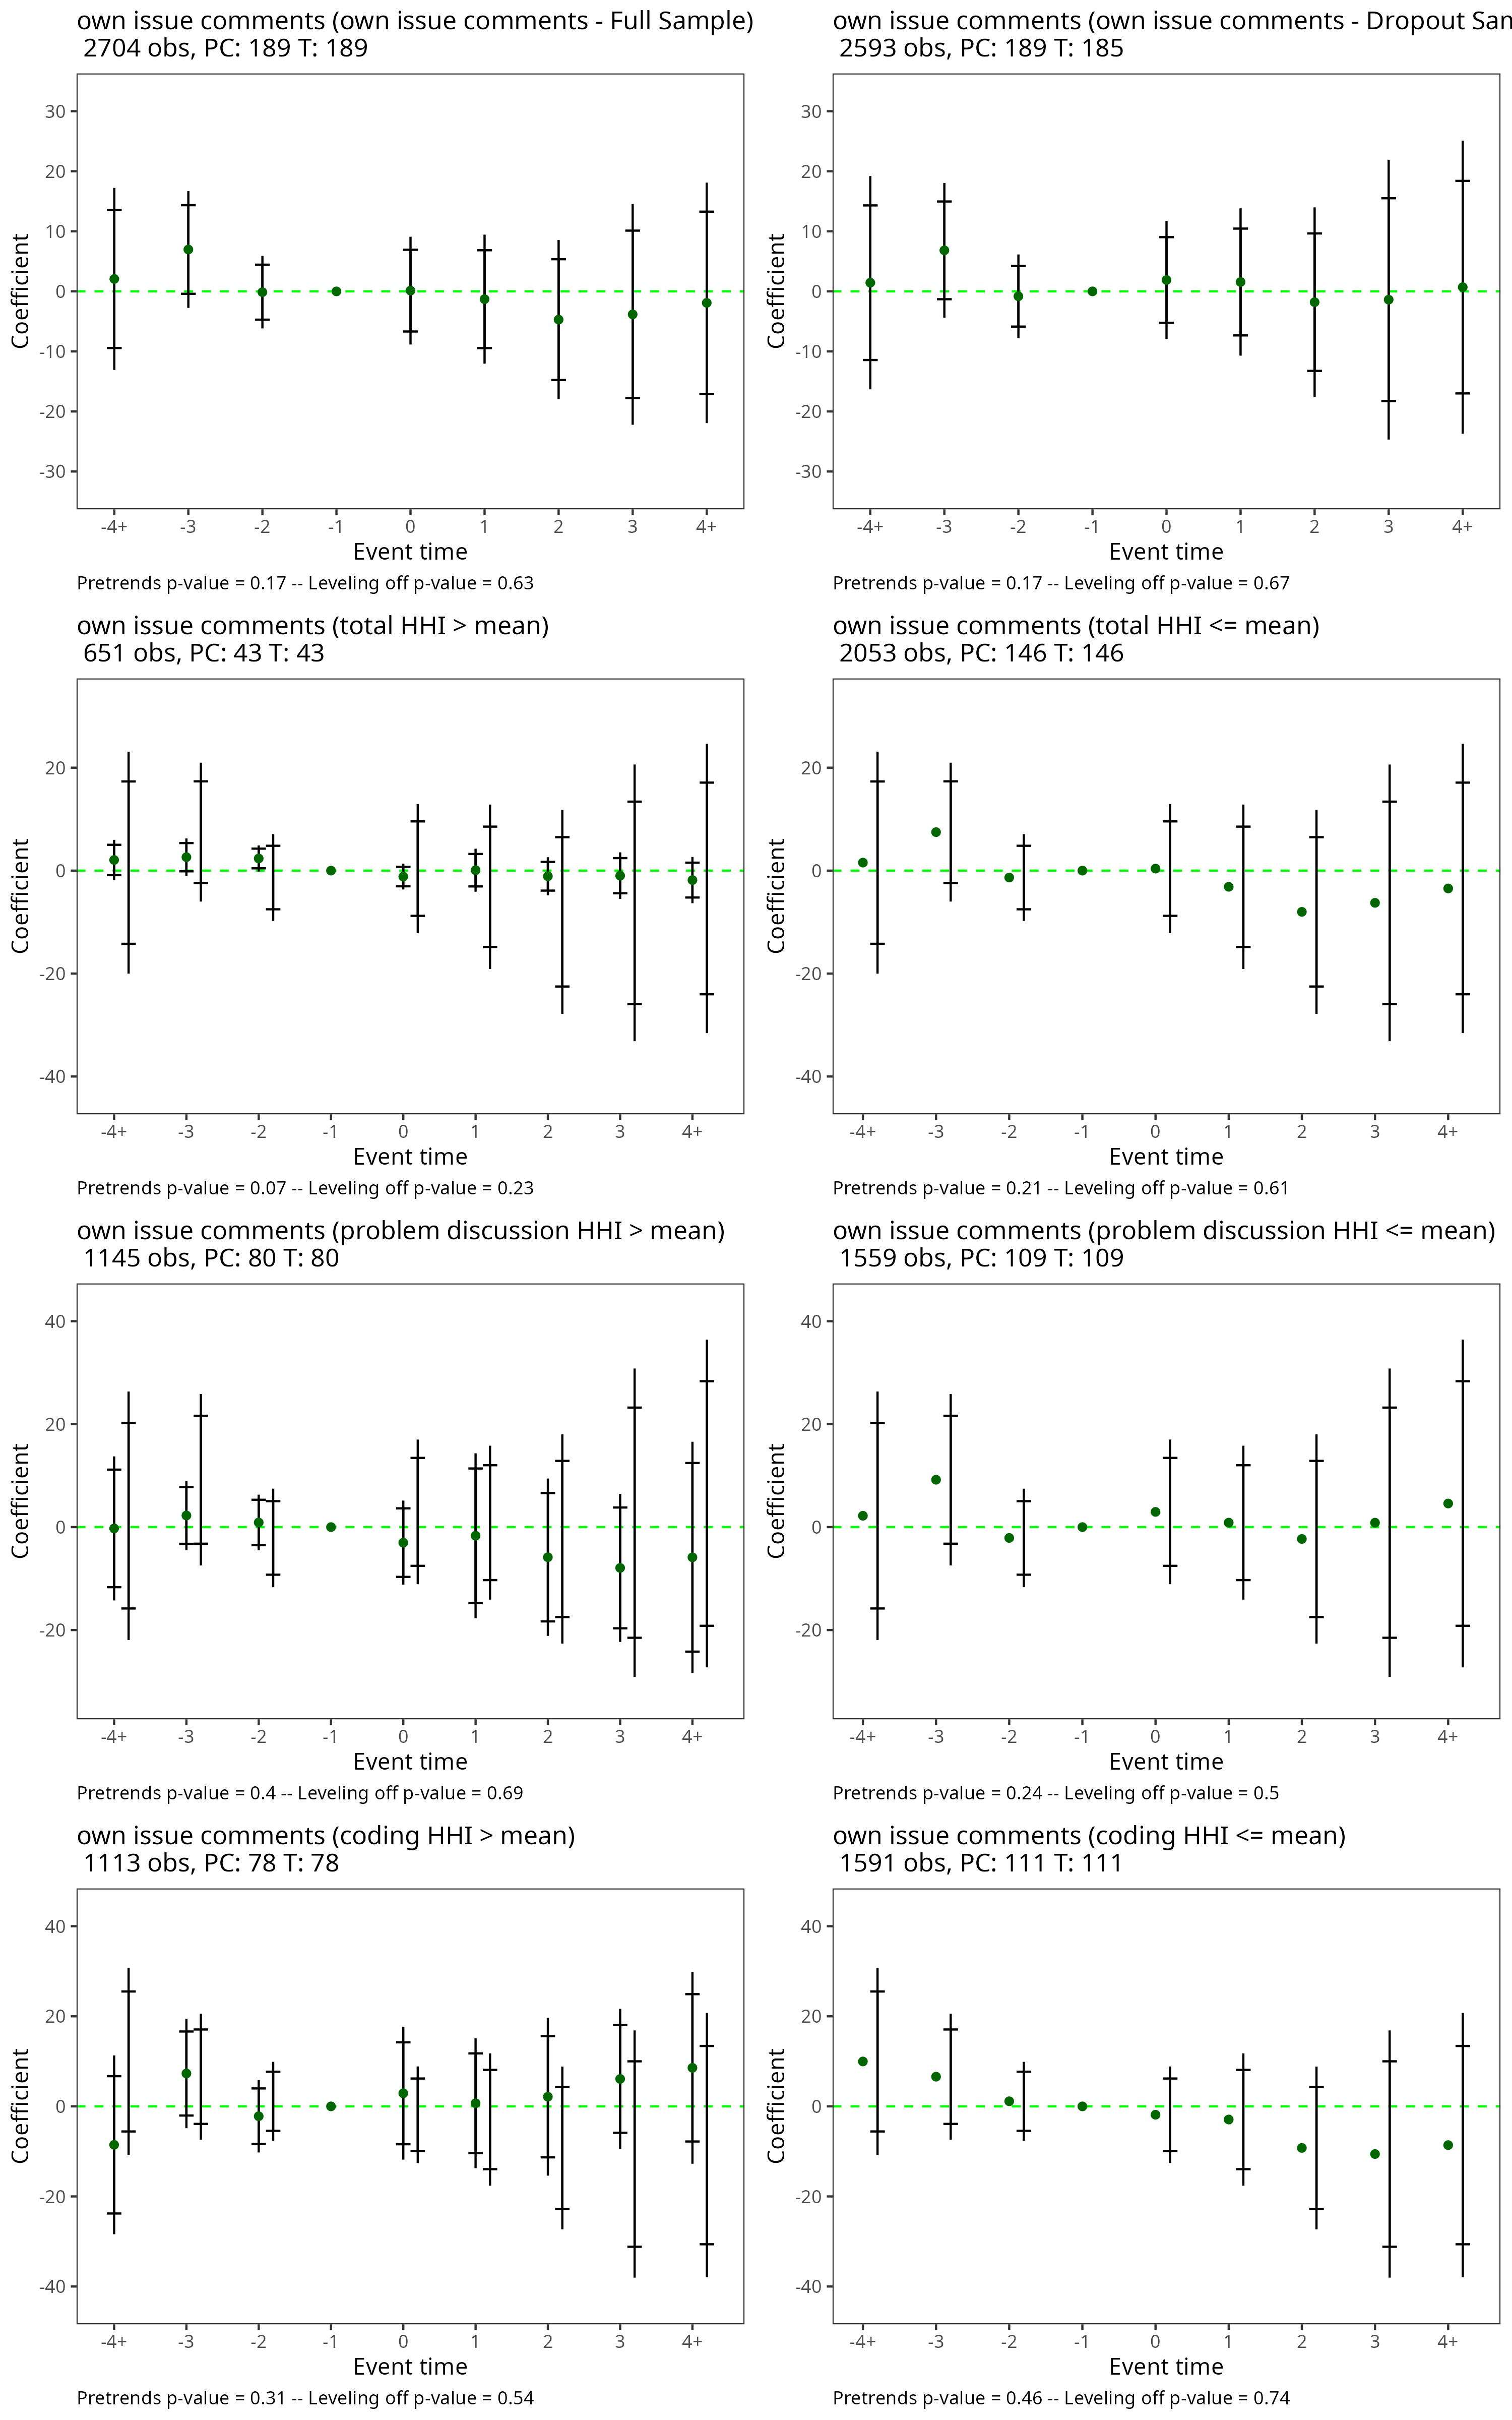 own issue comments (own issue comments - Full Sample)
2704 obs, PC: 189 T: 189
30
20
10
0
-10
-20
-30
Coefficient
-4+ -3 -2 -1 0 1 2 3 4+
Event time
Pretrends p-value = 0.17 -- Leveling off p-value = 0.63
own issue comments (own issue comments - Dropout Sam
2593 obs, PC: 189 T: 185
30
20
10
0
-10
-20
-30
Coefficient
-4+ -3 -2 -1 0 1 2 3 4+
Event time
Pretrends p-value = 0.17 -- Leveling off p-value = 0.67
own issue comments (total HHI > mean)
651 obs, PC: 43 T: 43
20
0
-20
-40
Coefficient
-4+ -3 -2 -1 0 1 2 3 4+
Event time
Pretrends p-value = 0.07 -- Leveling off p-value = 0.23
own issue comments (total HHI <= mean)
2053 obs, PC: 146 T: 146
20
0
-20
-40
Coefficient
-4+ -3 -2 -1 0 1 2 3 4+
Event time
Pretrends p-value = 0.21 -- Leveling off p-value = 0.61
own issue comments (problem discussion HHI > mean)
1145 obs, PC: 80 T: 80
40
20
0
-20
Coefficient
-4+ -3 -2 -1 0 1 2 3 4+
Event time
Pretrends p-value = 0.4 -- Leveling off p-value = 0.69
own issue comments (problem discussion HHI <= mean)
1559 obs, PC: 109 T: 109
40
20
0
-20
Coefficient
-4+ -3 -2 -1 0 1 2 3 4+
Event time
Pretrends p-value = 0.24 -- Leveling off p-value = 0.5
own issue comments (coding HHI > mean)
1113 obs, PC: 78 T: 78
40
20
0
-20
-40
Coefficient
-4+ -3 -2 -1 0 1 2 3 4+
Event time
Pretrends p-value = 0.31 -- Leveling off p-value = 0.54
own issue comments (coding HHI <= mean)
1591 obs, PC: 111 T: 111
40
20
0
-20
-40
Coefficient
-4+ -3 -2 -1 0 1 2 3 4+
Event time
Pretrends p-value = 0.46 -- Leveling off p-value = 0.74